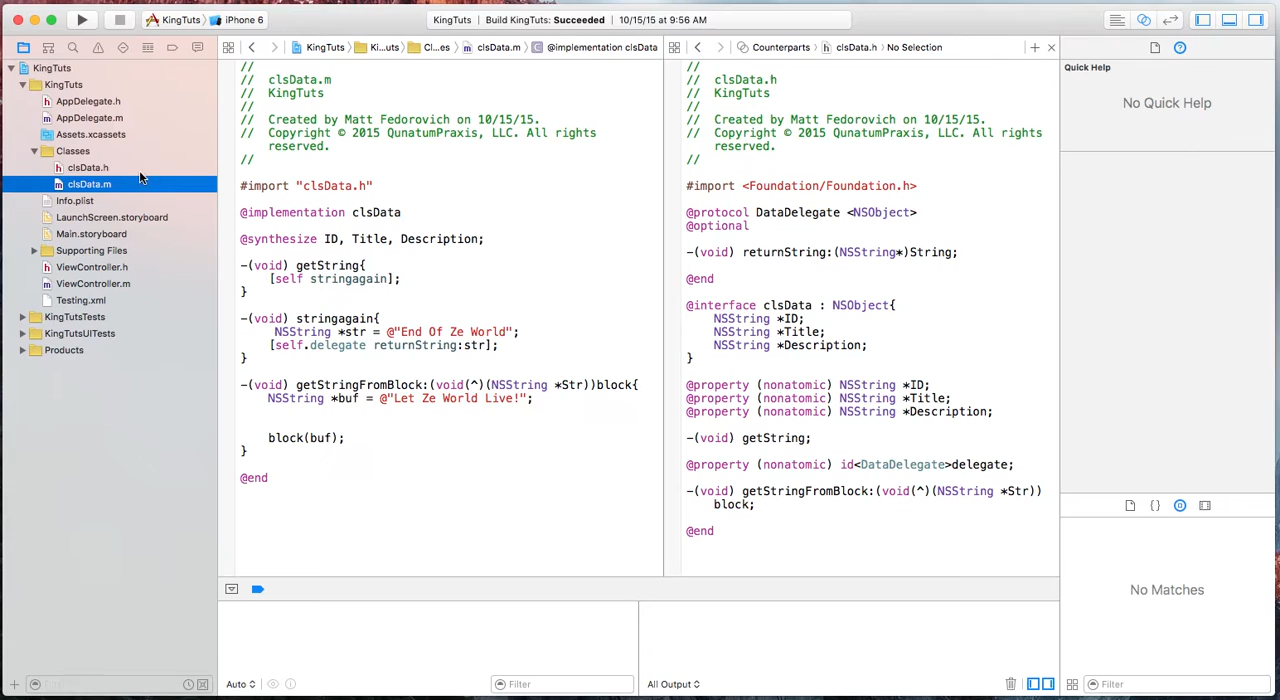 KingTuts iPhone 6
KingTuts Build KingTuts: Succeeded 10/15/15 at 9:56 AM
KingTuts Ki...uts Cl...es clsData.m @implementation clsData
Counterparts clsData.h No Selection
KingTuts
KingTuts
AppDelegate.h
AppDelegate.m
Assets.xcassets
Classes
clsData.h
clsData.m
Info.plist
LaunchScreen.storyboard
Main.storyboard
Supporting Files
ViewController.h
ViewController.m
Testing.xml
KingTutsTests
KingTutsUITests
Products
//
// clsData.m
// KingTuts
//
// Created by Matt Fedorovich on 10/15/15.
// Copyright © 2015 QunatumPraxis, LLC. All rights
reserved.
//
#import "clsData.h"
@implementation clsData
@synthesize ID, Title, Description;
-(void) getString{
[self stringagain];
}
-(void) stringagain{
NSString *str = @"End Of Ze World";
[self.delegate returnString:str];
}
-(void) getStringFromBlock:(void(^)(NSString *Str))block{
NSString *buf = @"Let Ze World Live!";
block(buf);
}
@end
//
// clsData.h
// KingTuts
//
// Created by Matt Fedorovich on 10/15/15.
// Copyright © 2015 QunatumPraxis, LLC. All rights
reserved.
//
#import <Foundation/Foundation.h>
@protocol DataDelegate <NSObject>
@optional
-(void) returnString:(NSString*)String;
@end
@interface clsData : NSObject{
NSString *ID;
NSString *Title;
NSString *Description;
}
@property (nonatomic) NSString *ID;
@property (nonatomic) NSString *Title;
@property (nonatomic) NSString *Description;
-(void) getString;
@property (nonatomic) id<DataDelegate>delegate;
-(void) getStringFromBlock:(void(^)(NSString *Str))
block;
@end
Quick Help
No Quick Help
No Matches
Auto
Filter
All Output
Filter